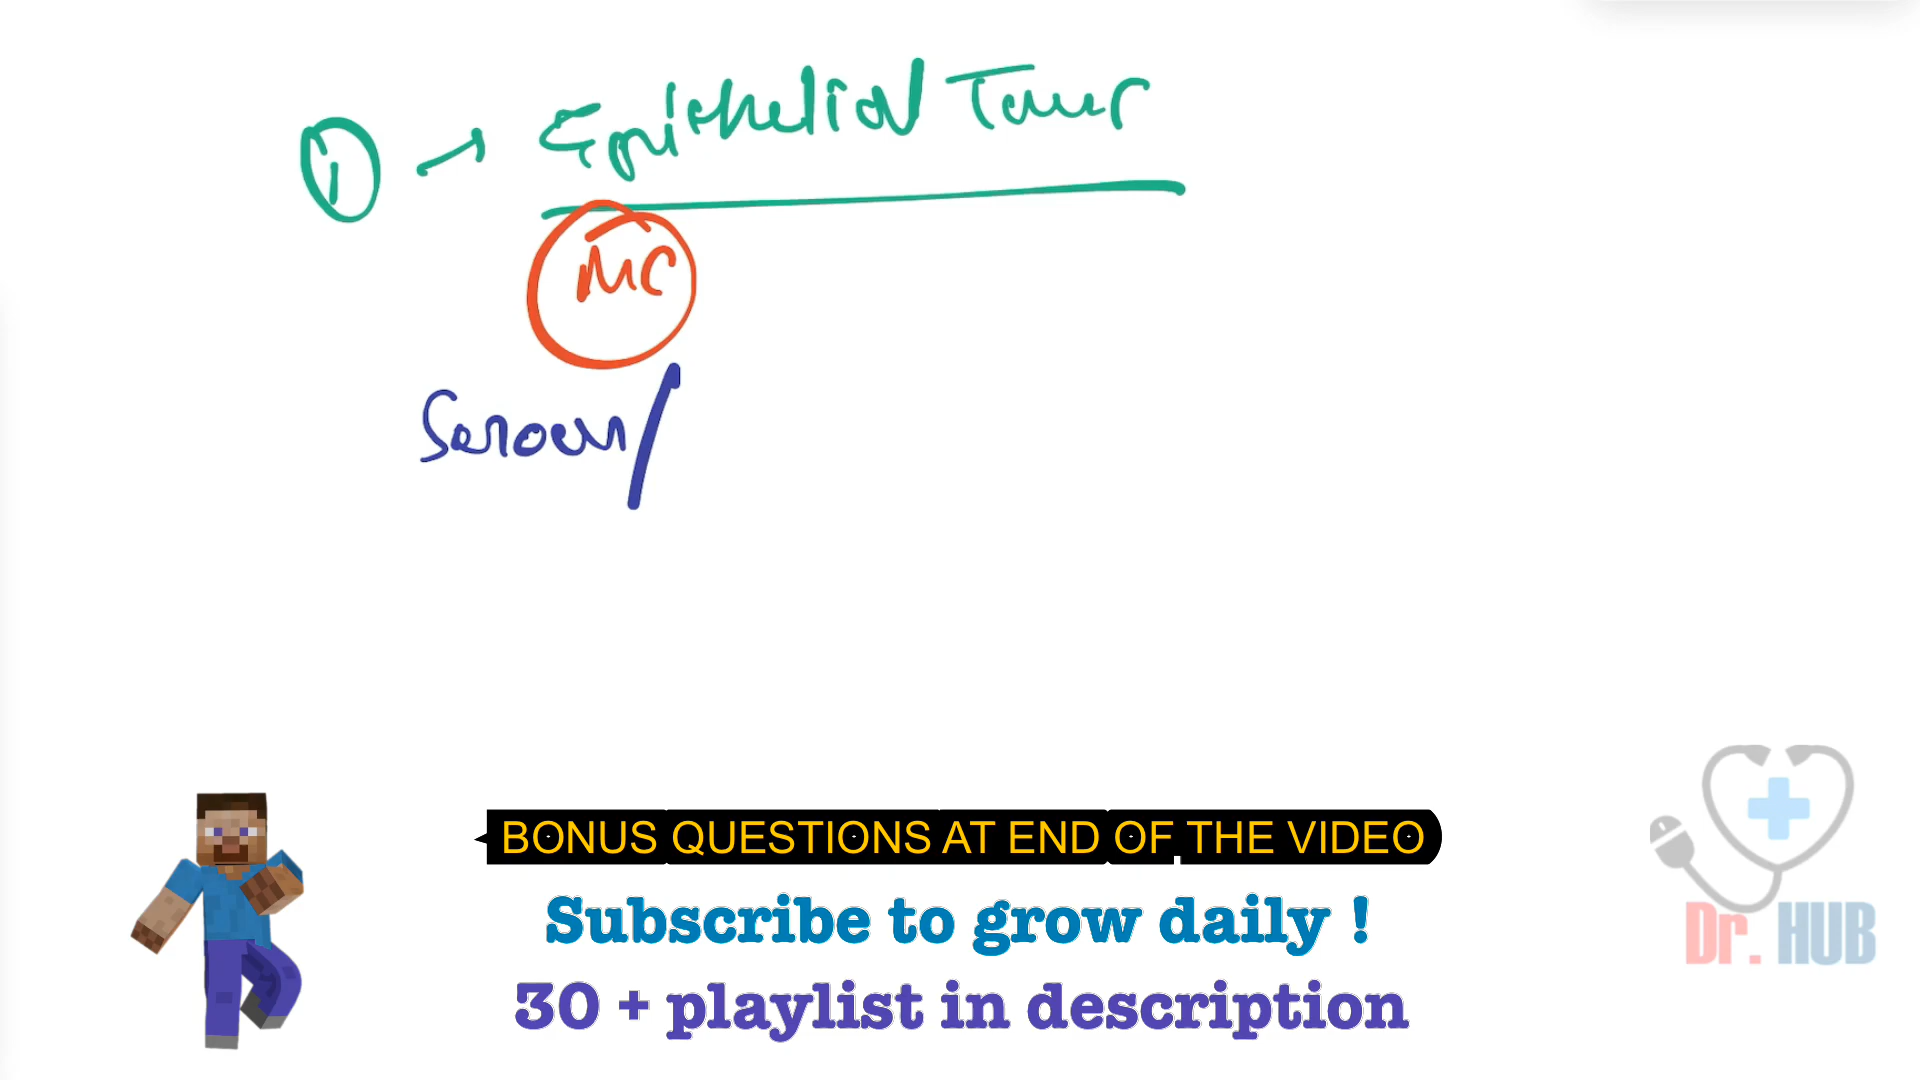 ① → Epithelial Tumr
MC
Serous/
BONUS QUESTIONS AT END OF THE VIDEO
Subscribe to grow daily !
30 + playlist in description
Dr. HUB